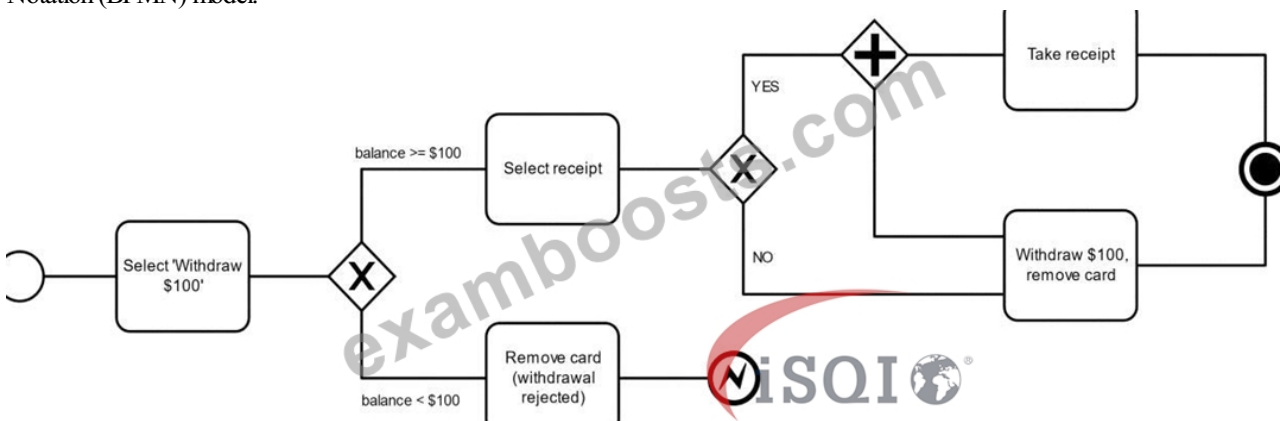 Notation (BPMN) model.
Take receipt
YES
balance >= $100
Select receipt
X
Select 'Withdraw
$100'
X
NO
Withdraw $100,
remove card
Remove card
(withdrawal
rejected)
balance < $100
examboosts.com
iSQI®